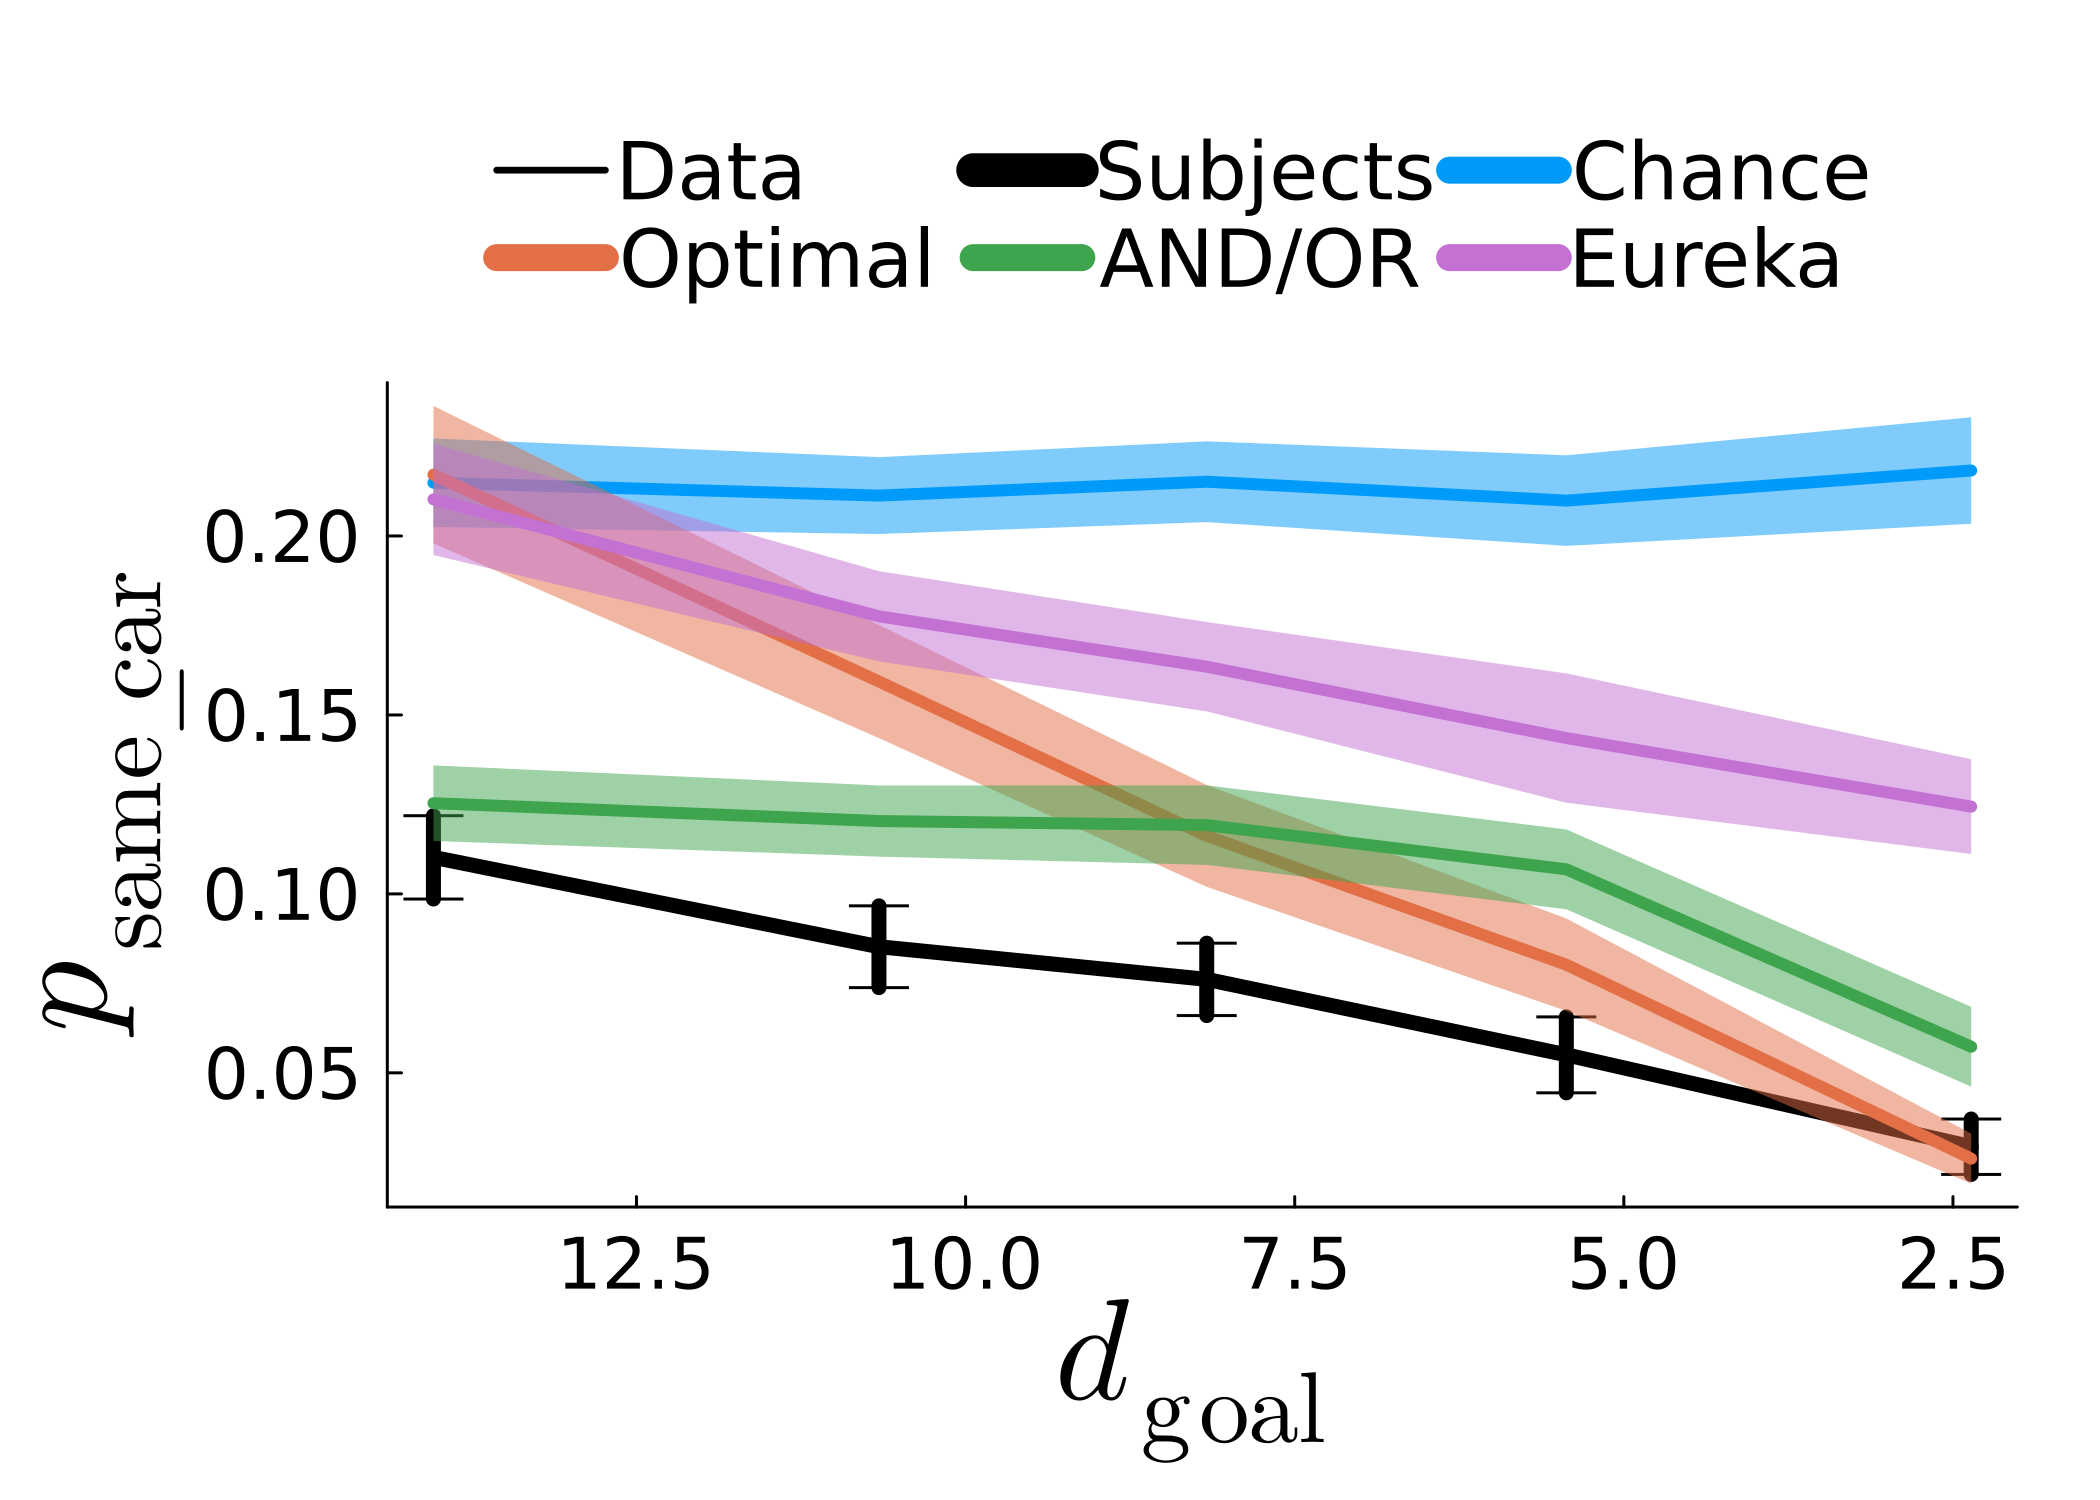 Data Subjects Chance
Optimal AND/OR Eureka
p_same_car
0.20
0.15
0.10
0.05
12.5 10.0 7.5 5.0 2.5
d_goal